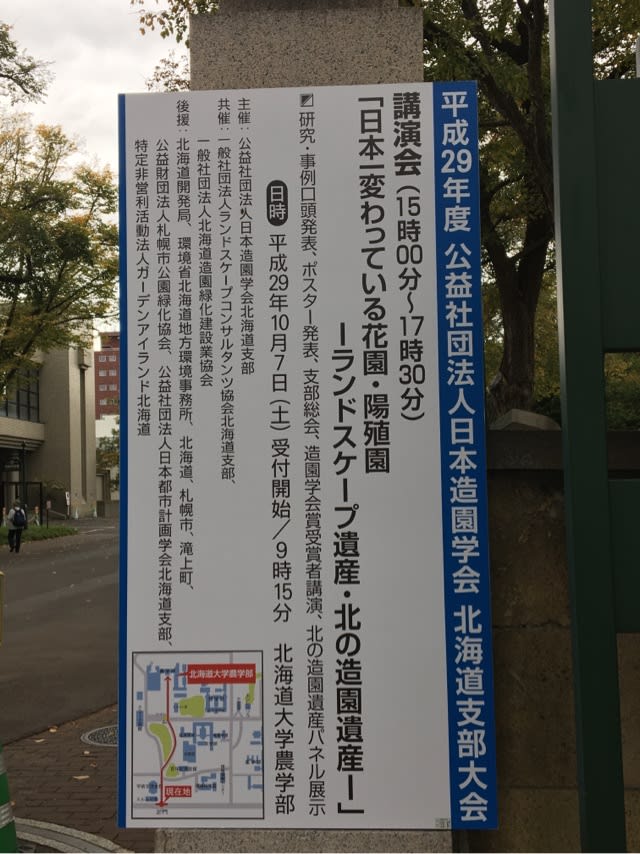 平成29年度 公益社団法人日本造園学会 北海道支部大会
講演会（15時00分～17時30分）
「日本一変わっている花園・陽殖園
ーランドスケープ遺産・北の造園遺産ー」
研究・事例口頭発表、ポスター発表、支部総会、造園学会賞受賞者講演、北の造園遺産パネル展示
日時 平成29年10月7日（土）受付開始／9時15分 北海道大学農学部
主催：公益社団法人日本造園学会北海道支部
共催：一般社団法人ランドスケープコンサルタンツ協会北海道支部、
一般社団法人北海道造園緑化建設業協会
後援：北海道開発局、環境省北海道地方環境事務所、北海道、札幌市、滝上町、
公益財団法人札幌市公園緑化協会、公益社団法人日本都市計画学会北海道支部、
特定非営利活動法人ガーデンアイランド北海道
北海道大学農学部
現在地